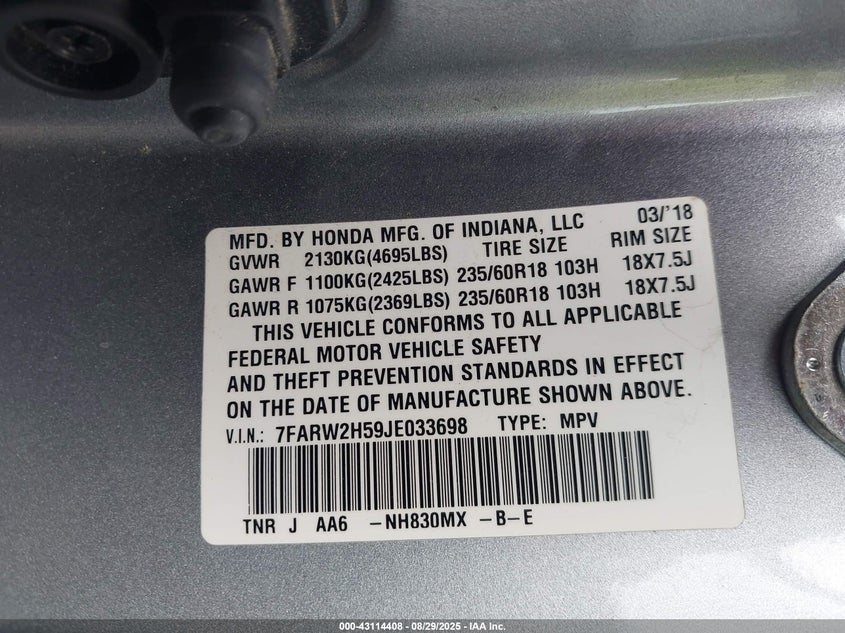 MFD. BY HONDA MFG. OF INDIANA, LLC 03/'18
GVWR 2130KG(4695LBS) TIRE SIZE RIM SIZE
GAWR F 1100KG(2425LBS) 235/60R18 103H 18X7.5J
GAWR R 1075KG(2369LBS) 235/60R18 103H 18X7.5J
THIS VEHICLE CONFORMS TO ALL APPLICABLE
FEDERAL MOTOR VEHICLE SAFETY
AND THEFT PREVENTION STANDARDS IN EFFECT
ON THE DATE OF MANUFACTURE SHOWN ABOVE.
V.I.N.: 7FARW2H59JE033698 TYPE: MPV
TNR J AA6 -NH830MX -B-E
000-43114408 - 08/29/2025 - IAA Inc.